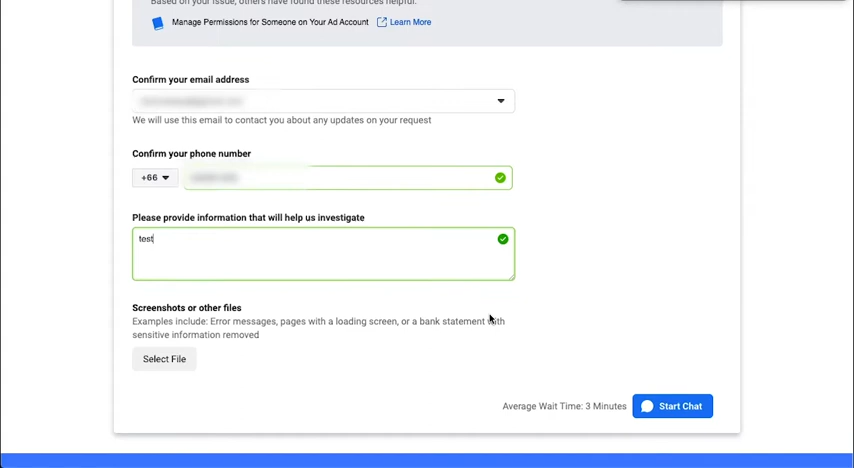 Based on your issue, others have found these resources helpful.
Manage Permissions for Someone on Your Ad Account Learn More
Confirm your email address
We will use this email to contact you about any updates on your request
Confirm your phone number
+66
Please provide information that will help us investigate
test
Screenshots or other files
Examples include: Error messages, pages with a loading screen, or a bank statement with
sensitive information removed
Select File
Average Wait Time: 3 Minutes Start Chat